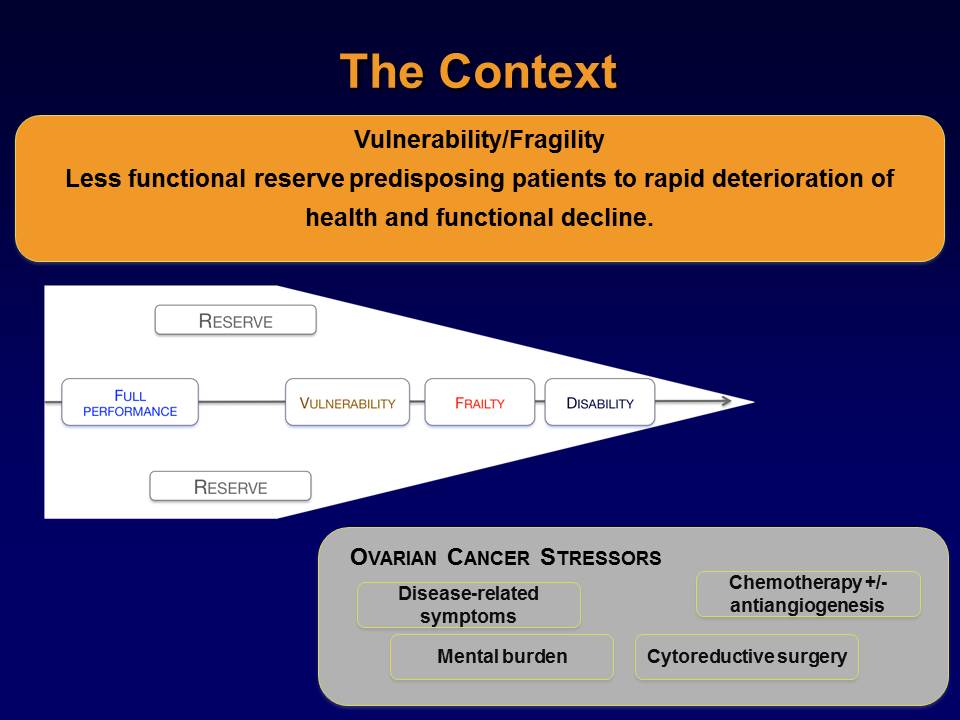 The Context
Vulnerability/Fragility
Less functional reserve predisposing patients to rapid deterioration of
health and functional decline.
RESERVE
FULL
PERFORMANCE
VULNERABILITY
FRAILTY
DISABILITY
RESERVE
OVARIAN CANCER STRESSORS
Disease-related
symptoms
Chemotherapy +/-
antiangiogenesis
Mental burden
Cytoreductive surgery